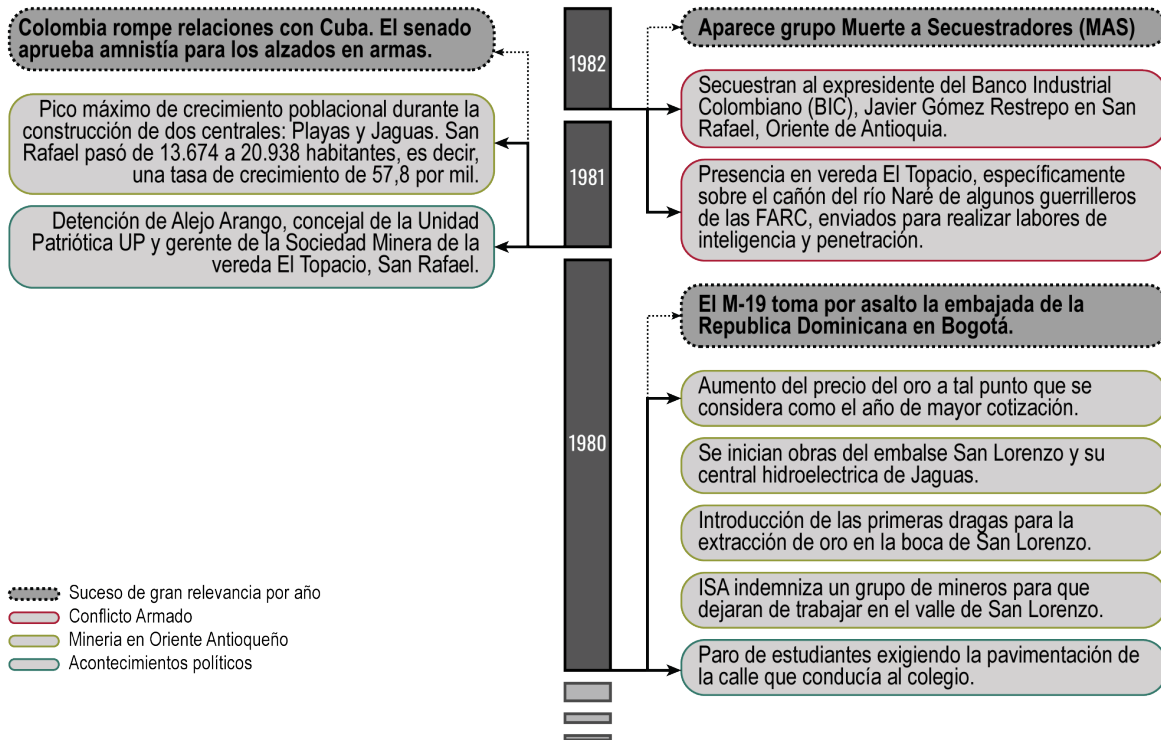 Colombia rompe relaciones con Cuba. El senado
aprueba amnistía para los alzados en armas.
Pico máximo de crecimiento poblacional durante la
construcción de dos centrales: Playas y Jaguas. San
Rafael pasó de 13.674 a 20.938 habitantes, es decir,
una tasa de crecimiento de 57,8 por mil.
Detención de Alejo Arango, concejal de la Unidad
Patriótica UP y gerente de la Sociedad Minera de la
vereda El Topacio, San Rafael.
1982
1981
1980
Aparece grupo Muerte a Secuestradores (MAS)
Secuestran al expresidente del Banco Industrial
Colombiano (BIC), Javier Gómez Restrepo en San
Rafael, Oriente de Antioquia.
Presencia en vereda El Topacio, específicamente
sobre el cañón del río Naré de algunos guerrilleros
de las FARC, enviados para realizar labores de
inteligencia y penetración.
El M-19 toma por asalto la embajada de la
Republica Dominicana en Bogotá.
Aumento del precio del oro a tal punto que se
considera como el año de mayor cotización.
Se inician obras del embalse San Lorenzo y su
central hidroelectrica de Jaguas.
Introducción de las primeras dragas para la
extracción de oro en la boca de San Lorenzo.
ISA indemniza un grupo de mineros para que
dejaran de trabajar en el valle de San Lorenzo.
Paro de estudiantes exigiendo la pavimentación de
la calle que conducía al colegio.
Suceso de gran relevancia por año
Conflicto Armado
Mineria en Oriente Antioqueño
Acontecimientos políticos